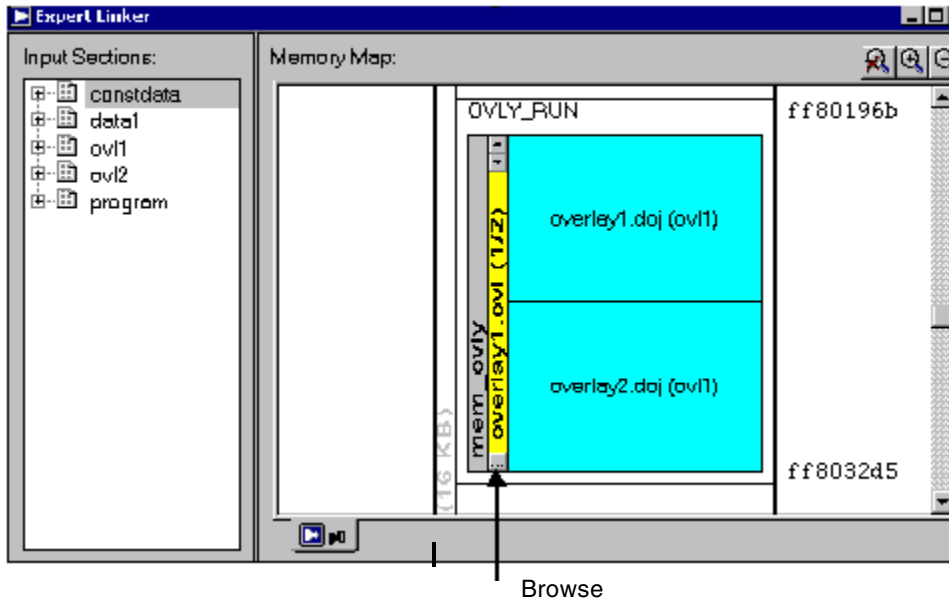 Expert Linker
Input Sections:
constdata
data1
ovl1
ovl2
program
Memory Map:
OVLY_RUN
ff80196b
mem_ovly
overlay1.ovl (1/2)
overlay1.doj (ovl1)
overlay2.doj (ovl1)
(16 KB)
ff8032d5
p0
Browse